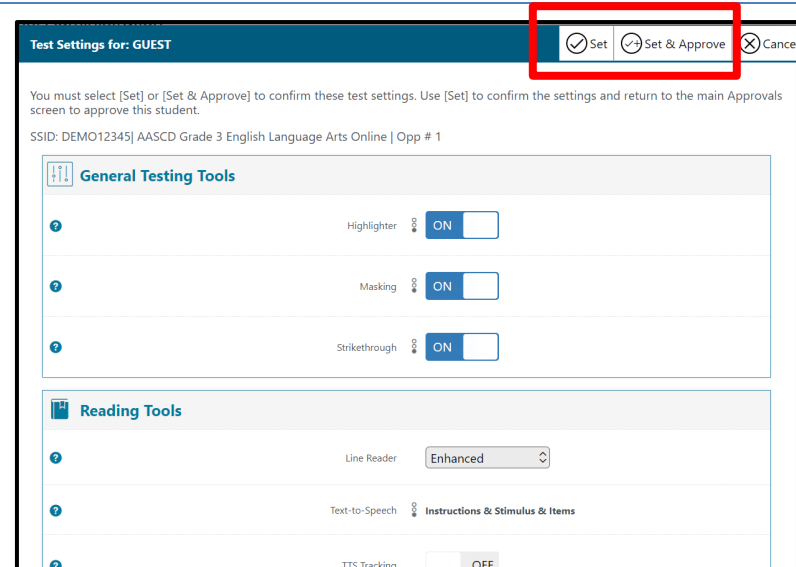 Test Settings for: GUEST
Set
Set & Approve
Cance
You must select [Set] or [Set & Approve] to confirm these test settings. Use [Set] to confirm the settings and return to the main Approvals
screen to approve this student.
SSID: DEMO12345| AASCD Grade 3 English Language Arts Online | Opp # 1
General Testing Tools
? Highlighter ON
? Masking ON
? Strikethrough ON
Reading Tools
? Line Reader Enhanced
? Text-to-Speech Instructions & Stimulus & Items
? TTS Tracking OFF